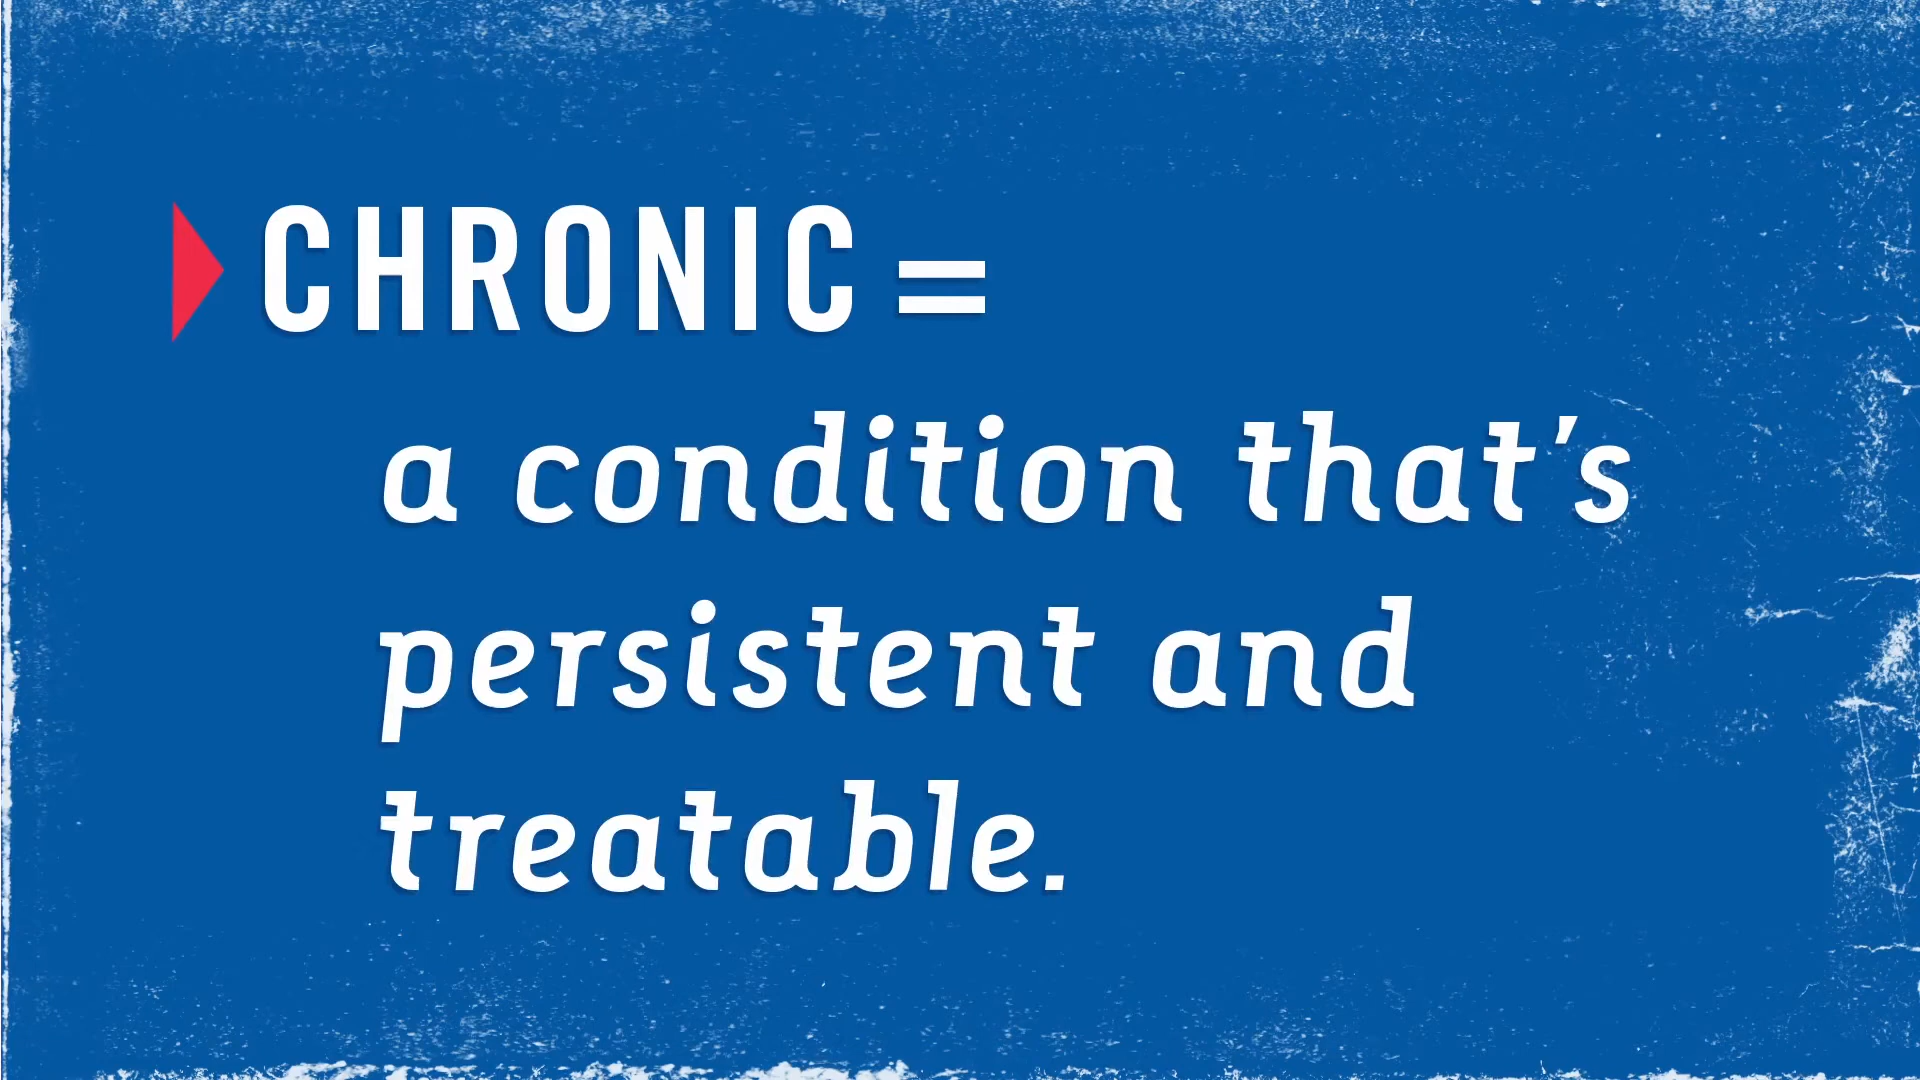 CHRONIC =
a condition that's
persistent and
treatable.